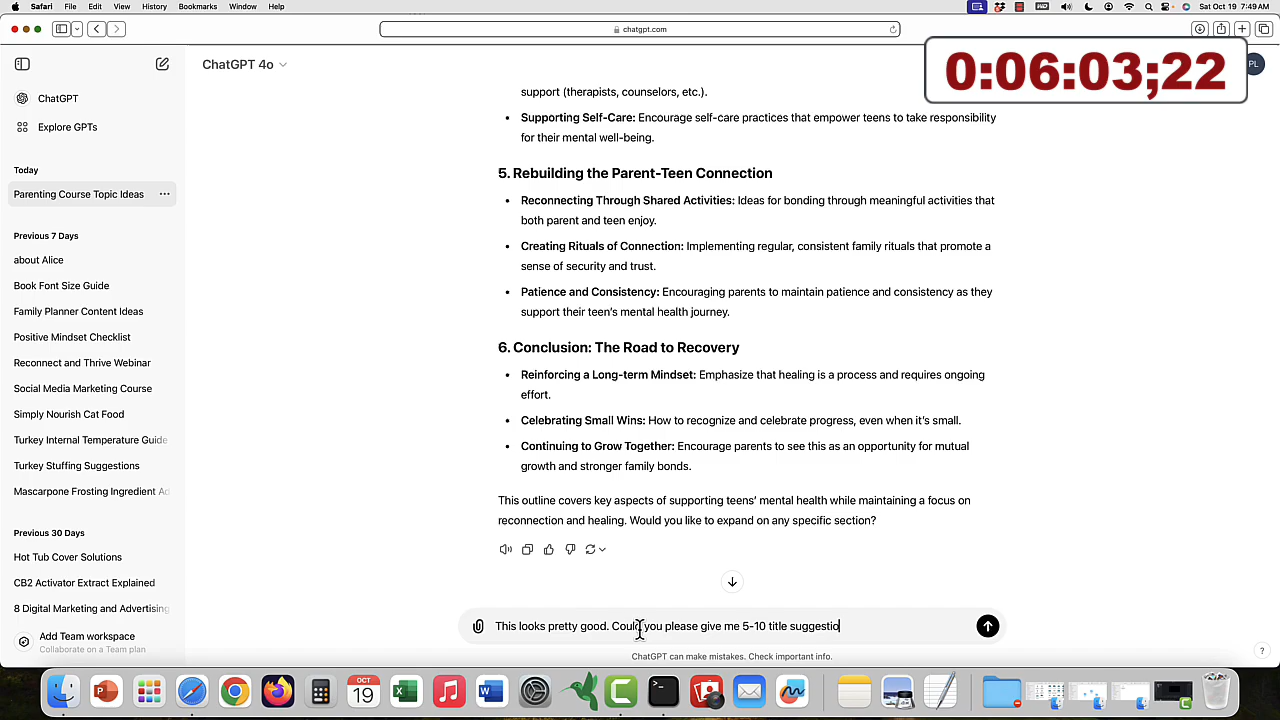 Safari File Edit View History Bookmarks Window Help
Sat Oct 19 7:49 AM
chatgpt.com
0:06:03;22
ChatGPT 4o
PL
ChatGPT
Explore GPTs
Today
Parenting Course Topic Ideas
Previous 7 Days
about Alice
Book Font Size Guide
Family Planner Content Ideas
Positive Mindset Checklist
Reconnect and Thrive Webinar
Social Media Marketing Course
Simply Nourish Cat Food
Turkey Internal Temperature Guide
Turkey Stuffing Suggestions
Mascarpone Frosting Ingredient Ad
Previous 30 Days
Hot Tub Cover Solutions
CB2 Activator Extract Explained
8 Digital Marketing and Advertising
Add Team workspace
Collaborate on a Team plan
support (therapists, counselors, etc.).
• Supporting Self-Care: Encourage self-care practices that empower teens to take responsibility
for their mental well-being.
5. Rebuilding the Parent-Teen Connection
• Reconnecting Through Shared Activities: Ideas for bonding through meaningful activities that
both parent and teen enjoy.
• Creating Rituals of Connection: Implementing regular, consistent family rituals that promote a
sense of security and trust.
• Patience and Consistency: Encouraging parents to maintain patience and consistency as they
support their teen's mental health journey.
6. Conclusion: The Road to Recovery
• Reinforcing a Long-term Mindset: Emphasize that healing is a process and requires ongoing
effort.
• Celebrating Small Wins: How to recognize and celebrate progress, even when it's small.
• Continuing to Grow Together: Encourage parents to see this as an opportunity for mutual
growth and stronger family bonds.
This outline covers key aspects of supporting teens' mental health while maintaining a focus on
reconnection and healing. Would you like to expand on any specific section?
This looks pretty good. Could you please give me 5-10 title suggestio
ChatGPT can make mistakes. Check important info.
?
OCT
19